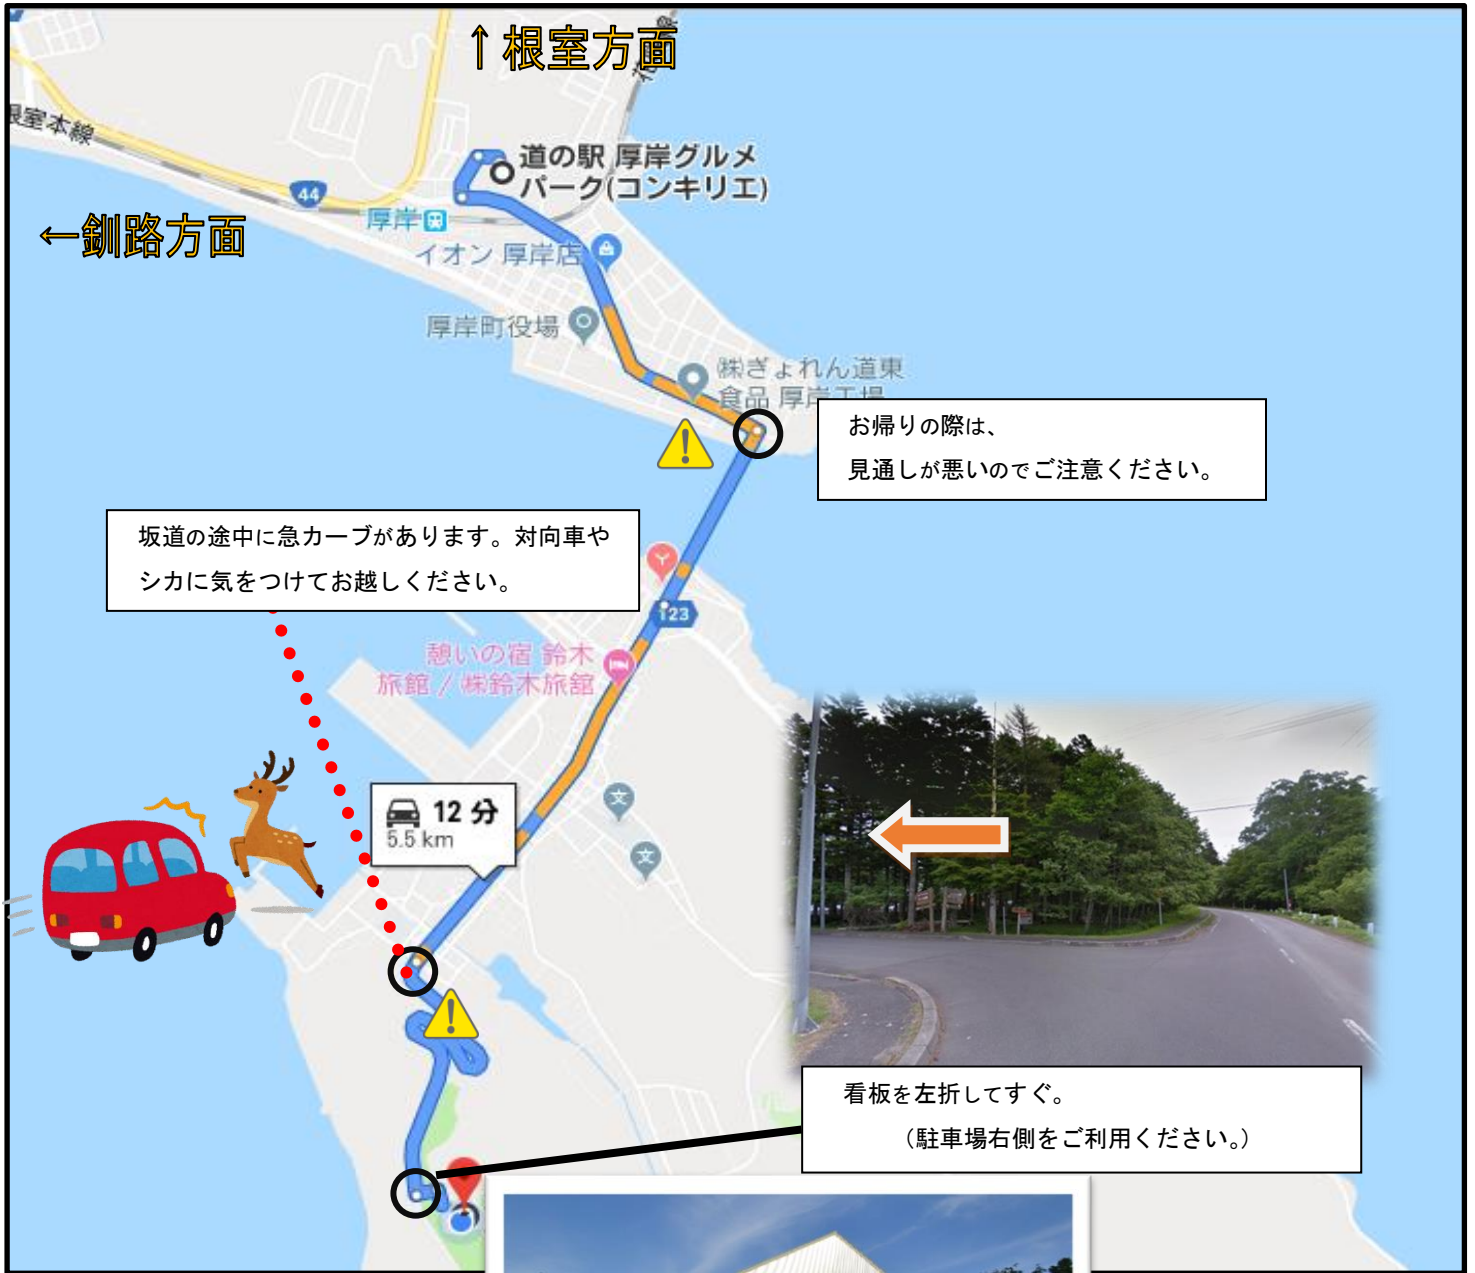 ↑根室方面
根室本線
道の駅 厚岸グルメ
パーク(コンキリエ)
44
厚岸
←釧路方面
イオン 厚岸店
厚岸町役場
㈱ぎょれん道東
食品 厚岸工場
お帰りの際は、
見通しが悪いのでご注意ください。
坂道の途中に急カーブがあります。対向車や
シカに気をつけてお越しください。
123
憩いの宿 鈴木
旅館 / ㈱鈴木旅館
12 分
5.5 km
文
文
看板を左折してすぐ。
（駐車場右側をご利用ください。）